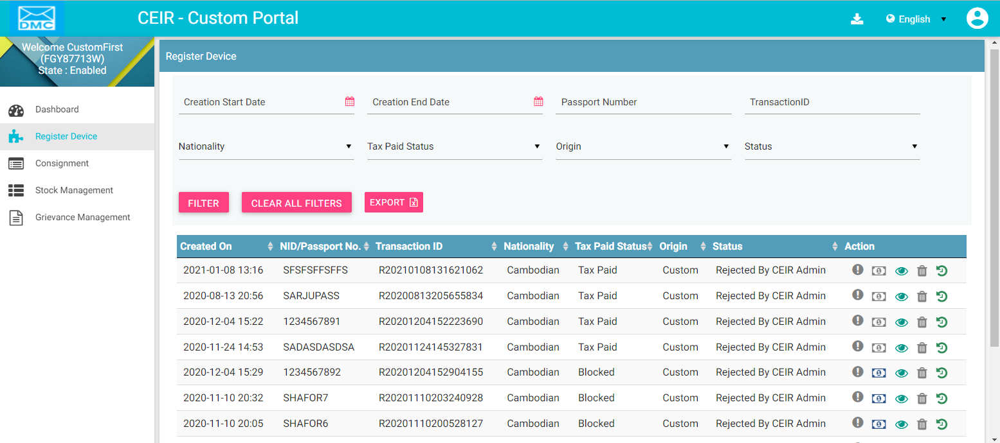 DMC
CEIR - Custom Portal
English
Welcome CustomFirst
(FGY87713W)
State : Enabled
Dashboard
Register Device
Consignment
Stock Management
Grievance Management
Register Device
Creation Start Date Creation End Date Passport Number TransactionID
Nationality Tax Paid Status Origin Status
FILTER CLEAR ALL FILTERS EXPORT
Created On NID/Passport No. Transaction ID Nationality Tax Paid Status Origin Status Action
2021-01-08 13:16 SFSFSFFSFFS R20210108131621062 Cambodian Tax Paid Custom Rejected By CEIR Admin
2020-08-13 20:56 SARJUPASS R20200813205655834 Cambodian Tax Paid Custom Rejected By CEIR Admin
2020-12-04 15:22 1234567891 R20201204152223690 Cambodian Tax Paid Custom Rejected By CEIR Admin
2020-11-24 14:53 SADASDASDSA R20201124145327831 Cambodian Tax Paid Custom Rejected By CEIR Admin
2020-12-04 15:29 1234567892 R20201204152904155 Cambodian Blocked Custom Rejected By CEIR Admin
2020-11-10 20:32 SHAFOR7 R20201110203240928 Cambodian Blocked Custom Rejected By CEIR Admin
2020-11-10 20:05 SHAFOR6 R20201110200528127 Cambodian Blocked Custom Rejected By CEIR Admin